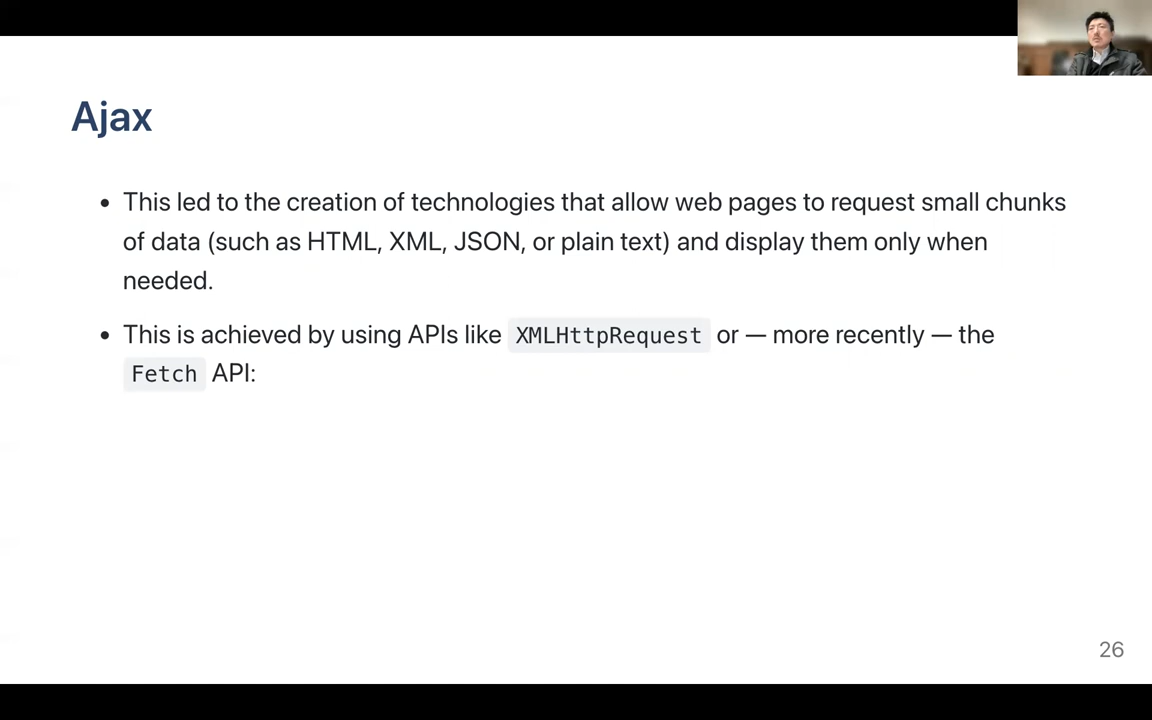 Ajax
• This led to the creation of technologies that allow web pages to request small chunks
of data (such as HTML, XML, JSON, or plain text) and display them only when
needed.
• This is achieved by using APIs like XMLHttpRequest or — more recently — the
Fetch API:
26